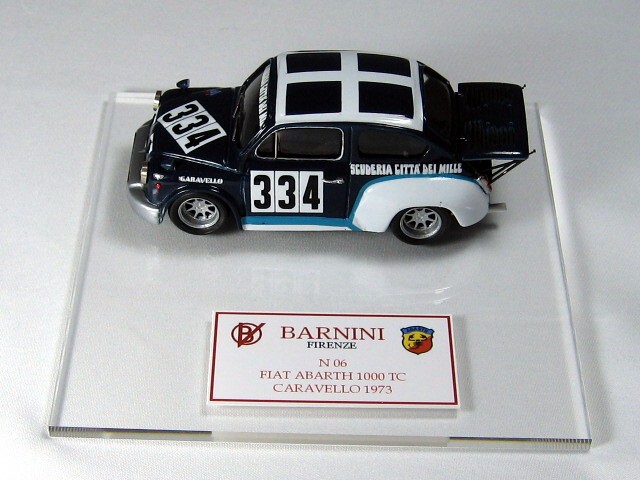 334
CARAVELLO
334
SCUDERIA CITTA' DEI MILLE
BARNINI
FIRENZE
N 06
FIAT ABARTH 1000 TC
CARAVELLO 1973